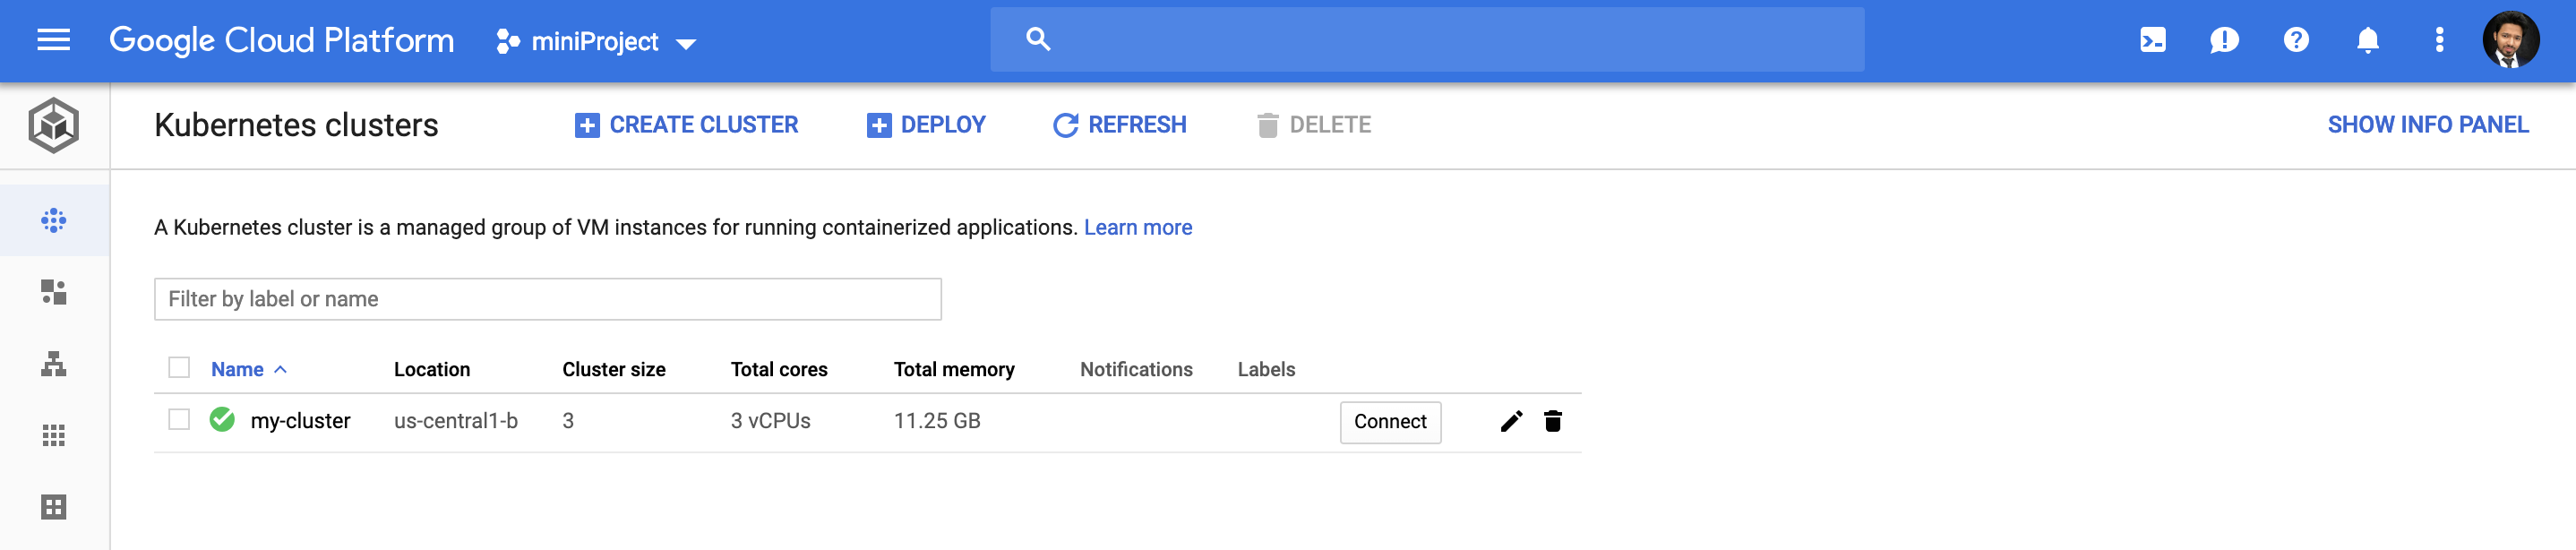 Google Cloud Platform miniProject
Kubernetes clusters CREATE CLUSTER DEPLOY REFRESH DELETE SHOW INFO PANEL
A Kubernetes cluster is a managed group of VM instances for running containerized applications. Learn more
Filter by label or name
Name Location Cluster size Total cores Total memory Notifications Labels
my-cluster us-central1-b 3 3 vCPUs 11.25 GB Connect